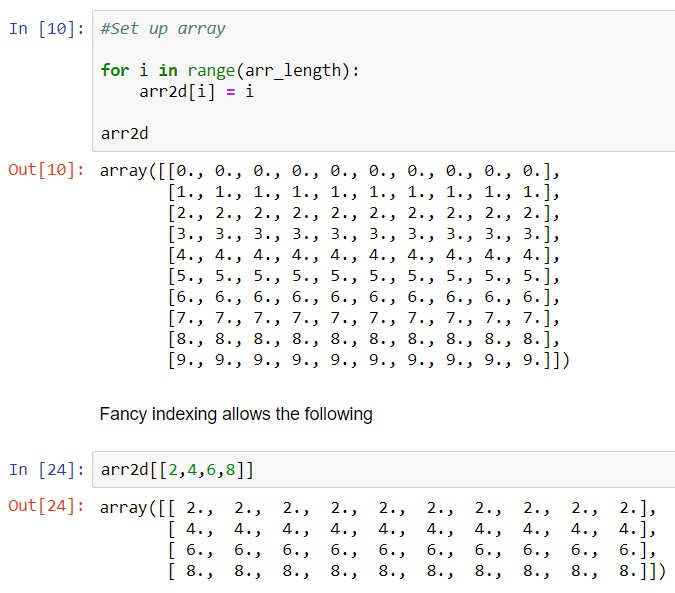 In [10]: #Set up array
for i in range(arr_length):
    arr2d[i] = i
arr2d
Out[10]: array([[0., 0., 0., 0., 0., 0., 0., 0., 0., 0.],
[1., 1., 1., 1., 1., 1., 1., 1., 1., 1.],
[2., 2., 2., 2., 2., 2., 2., 2., 2., 2.],
[3., 3., 3., 3., 3., 3., 3., 3., 3., 3.],
[4., 4., 4., 4., 4., 4., 4., 4., 4., 4.],
[5., 5., 5., 5., 5., 5., 5., 5., 5., 5.],
[6., 6., 6., 6., 6., 6., 6., 6., 6., 6.],
[7., 7., 7., 7., 7., 7., 7., 7., 7., 7.],
[8., 8., 8., 8., 8., 8., 8., 8., 8., 8.],
[9., 9., 9., 9., 9., 9., 9., 9., 9., 9.]])
Fancy indexing allows the following
In [24]: arr2d[[2,4,6,8]]
Out[24]: array([[ 2., 2., 2., 2., 2., 2., 2., 2., 2., 2.],
[ 4., 4., 4., 4., 4., 4., 4., 4., 4., 4.],
[ 6., 6., 6., 6., 6., 6., 6., 6., 6., 6.],
[ 8., 8., 8., 8., 8., 8., 8., 8., 8., 8.]])